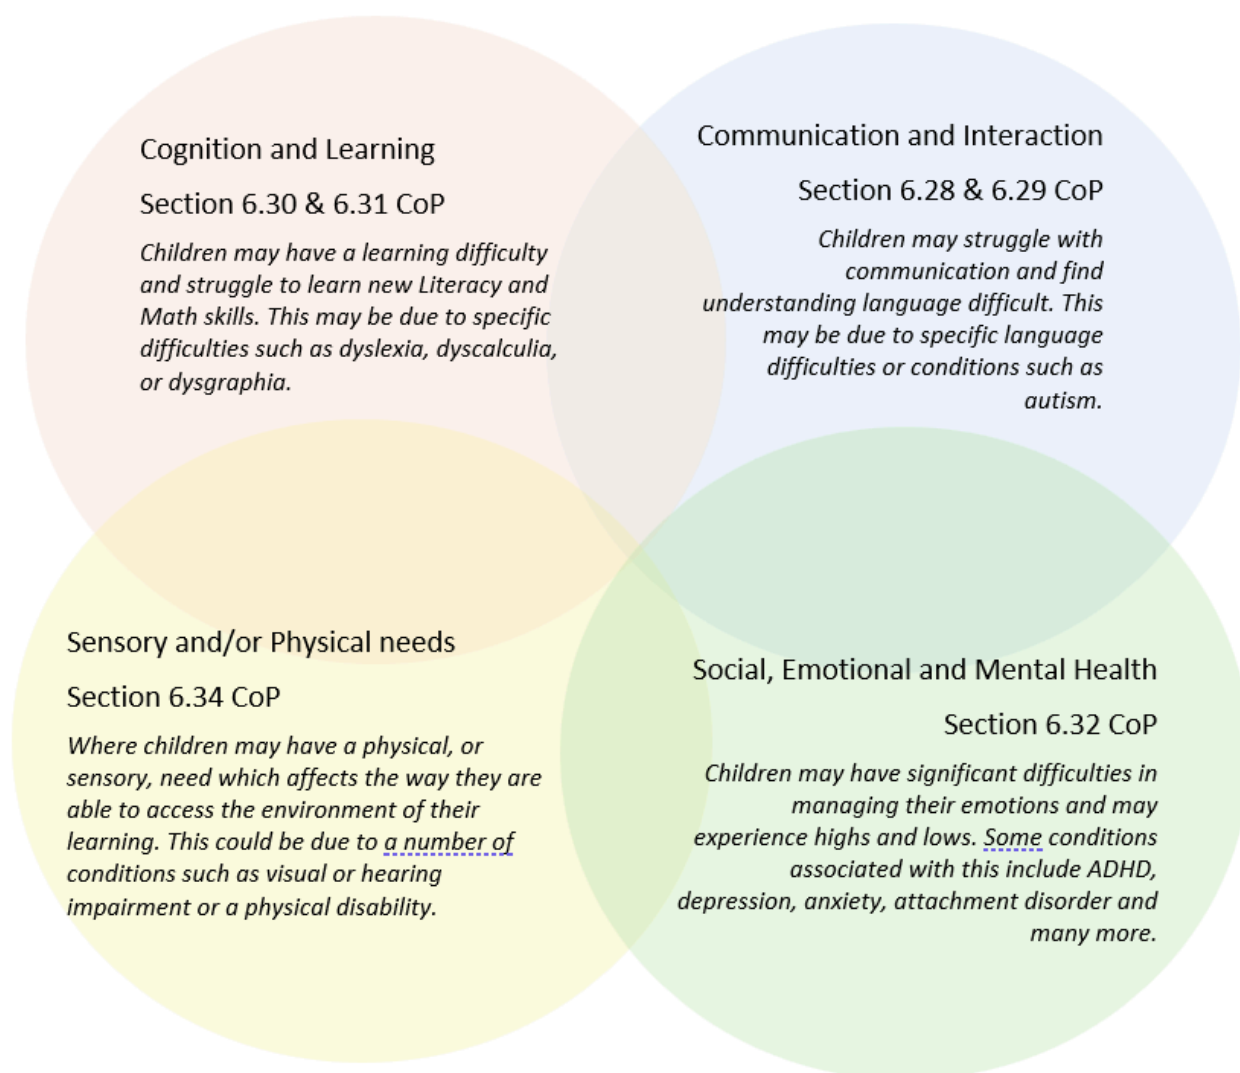 Cognition and Learning
Section 6.30 & 6.31 CoP
Children may have a learning difficulty
and struggle to learn new Literacy and
Math skills. This may be due to specific
difficulties such as dyslexia, dyscalculia,
or dysgraphia.
Communication and Interaction
Section 6.28 & 6.29 CoP
Children may struggle with
communication and find
understanding language difficult. This
may be due to specific language
difficulties or conditions such as
autism.
Sensory and/or Physical needs
Section 6.34 CoP
Where children may have a physical, or
sensory, need which affects the way they are
able to access the environment of their
learning. This could be due to a number of
conditions such as visual or hearing
impairment or a physical disability.
Social, Emotional and Mental Health
Section 6.32 CoP
Children may have significant difficulties in
managing their emotions and may
experience highs and lows. Some conditions
associated with this include ADHD,
depression, anxiety, attachment disorder and
many more.